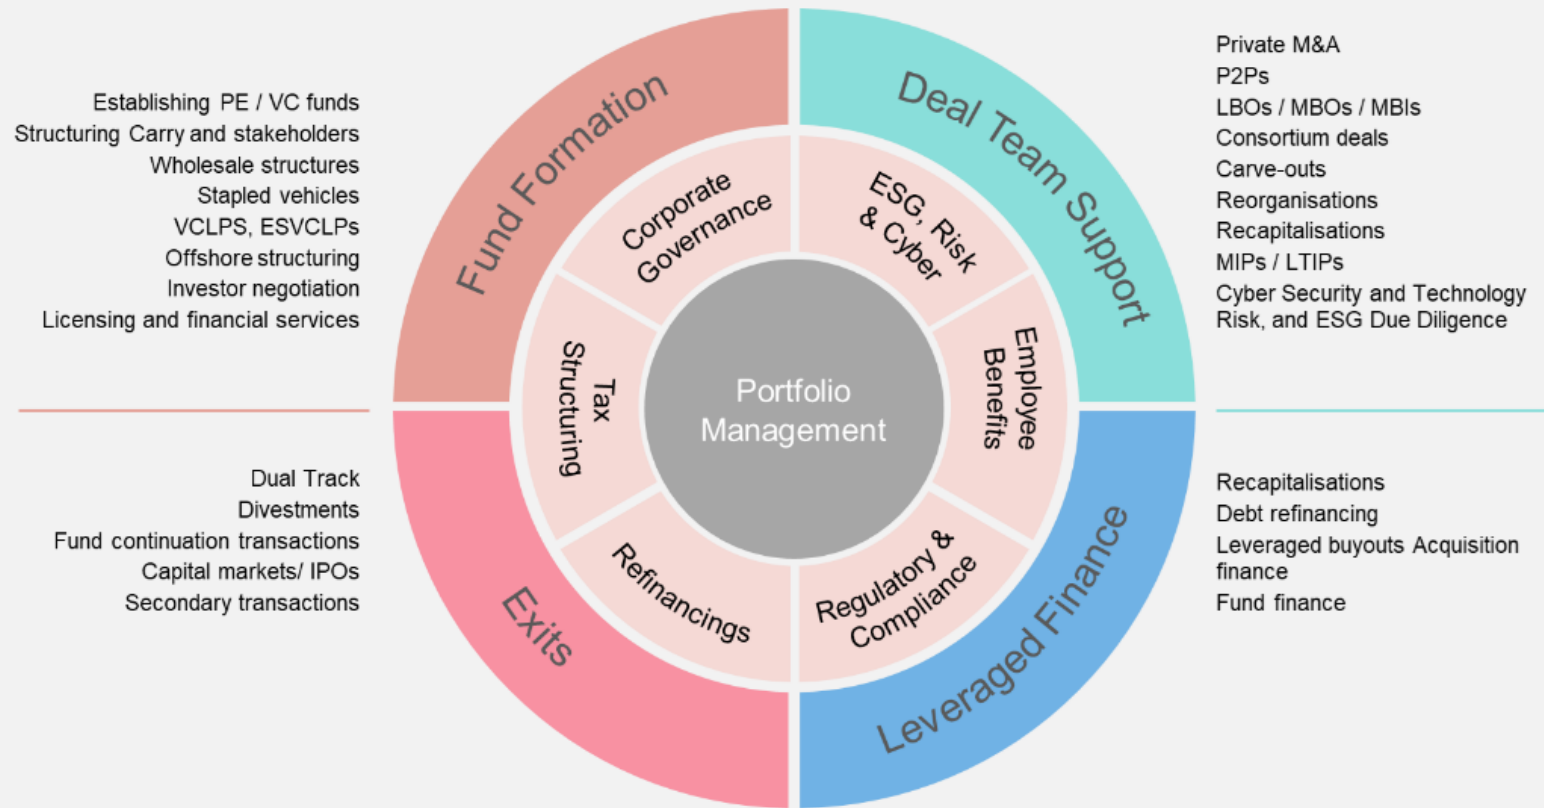 Establishing PE / VC funds
Structuring Carry and stakeholders
Wholesale structures
Stapled vehicles
VCLPS, ESVCLPs
Offshore structuring
Investor negotiation
Licensing and financial services
Fund Formation
Deal Team Support
Private M&A
P2Ps
LBOs / MBOs / MBIs
Consortium deals
Carve-outs
Reorganisations
Recapitalisations
MIPs / LTIPs
Cyber Security and Technology
Risk, and ESG Due Diligence
Corporate
Governance
ESG, Risk
& Cyber
Tax
Structuring
Portfolio
Management
Employee
Benefits
Refinancings
Regulatory &
Compliance
Dual Track
Divestments
Fund continuation transactions
Capital markets/ IPOs
Secondary transactions
Exits
Leveraged Finance
Recapitalisations
Debt refinancing
Leveraged buyouts Acquisition
finance
Fund finance